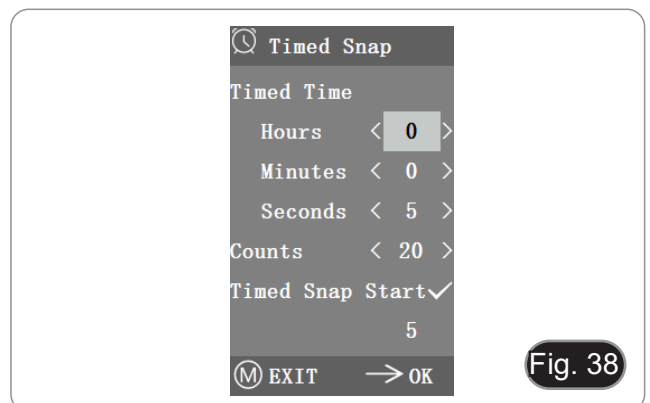 Timed Snap
Timed Time
Hours < 0 >
Minutes < 0 >
Seconds < 5 >
Counts < 20 >
Timed Snap Start✓
5
Ⓜ EXIT → OK
Fig. 38